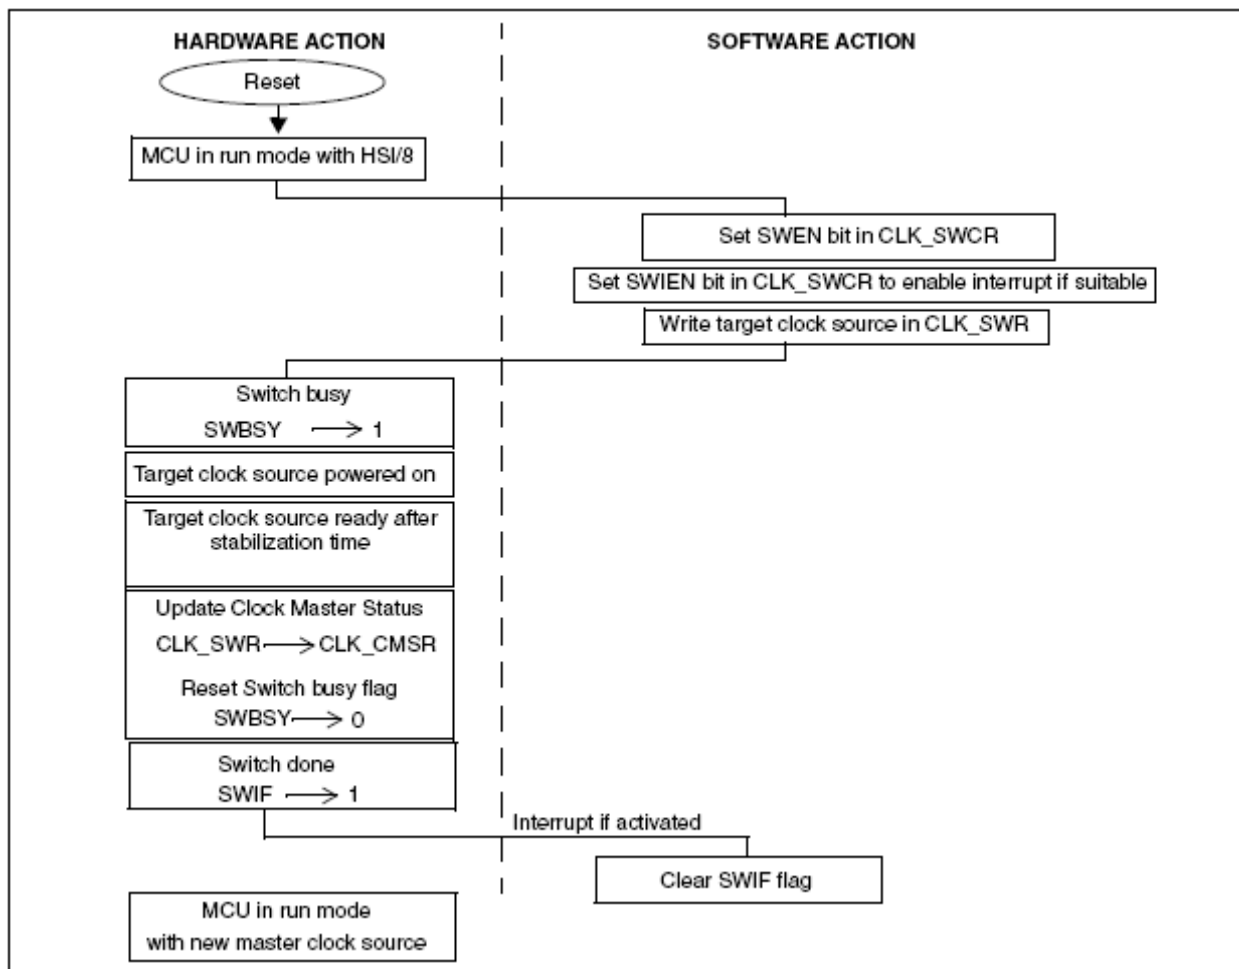 HARDWARE ACTION
SOFTWARE ACTION
Reset
MCU in run mode with HSI/8
Set SWEN bit in CLK_SWCR
Set SWIEN bit in CLK_SWCR to enable interrupt if suitable
Write target clock source in CLK_SWR
Switch busy
SWBSY → 1
Target clock source powered on
Target clock source ready after
stabilization time
Update Clock Master Status
CLK_SWR → CLK_CMSR
Reset Switch busy flag
SWBSY → 0
Switch done
SWIF → 1
Interrupt if activated
Clear SWIF flag
MCU in run mode
with new master clock source